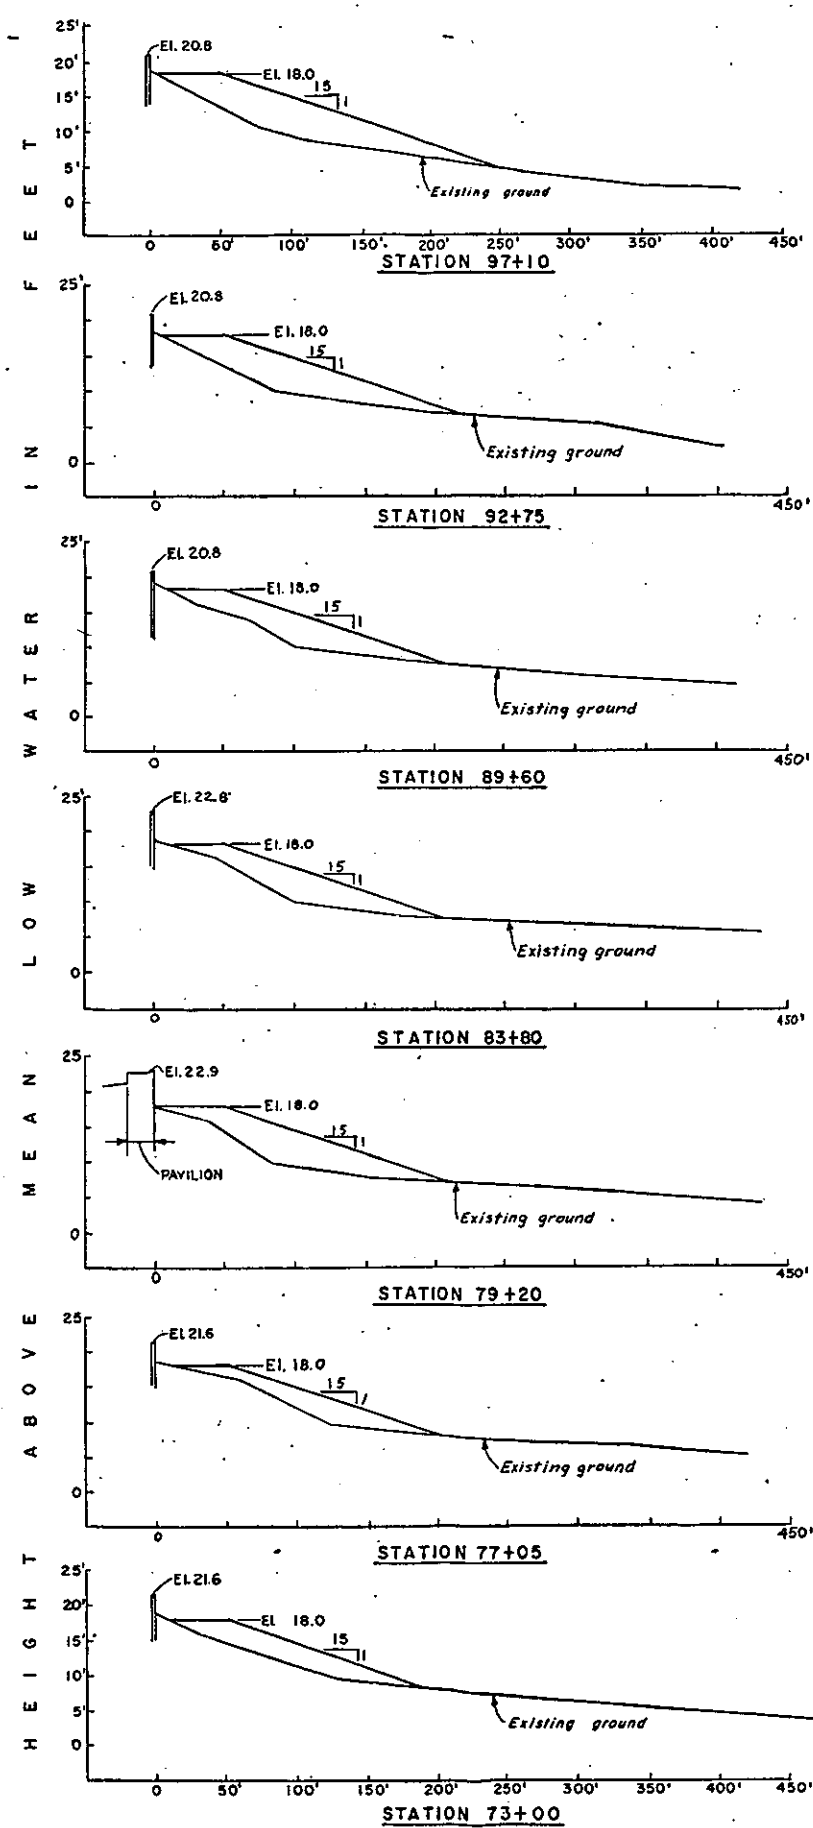 HEIGHT ABOVE MEAN LOW WATER IN FEET
25'
20'
15'
10'
5'
0
El. 20.8
El. 18.0
15
1
Existing ground
0 50' 100' 150' 200' 250' 300' 350' 400' 450'
STATION 97+10
25'
0
El. 20.8
El. 18.0
15
1
Existing ground
0 450'
STATION 92+75
25'
0
El. 20.8
El. 18.0
15
1
Existing ground
0 450'
STATION 89+60
25'
0
El. 18.0
15
1
Existing ground
0 450'
STATION 83+80
25'
0
El. 22.9
El. 18.0
15
1
PAVILION
Existing ground
0 450'
STATION 79+20
25'
0
El. 21.6
El. 18.0
15
1
Existing ground
0 450'
STATION 77+05
25'
20'
15'
10'
5'
0
El. 21.6
El 18.0
15
1
Existing ground
0 50' 100' 150' 200' 250' 300' 350' 400'
STATION 73+00